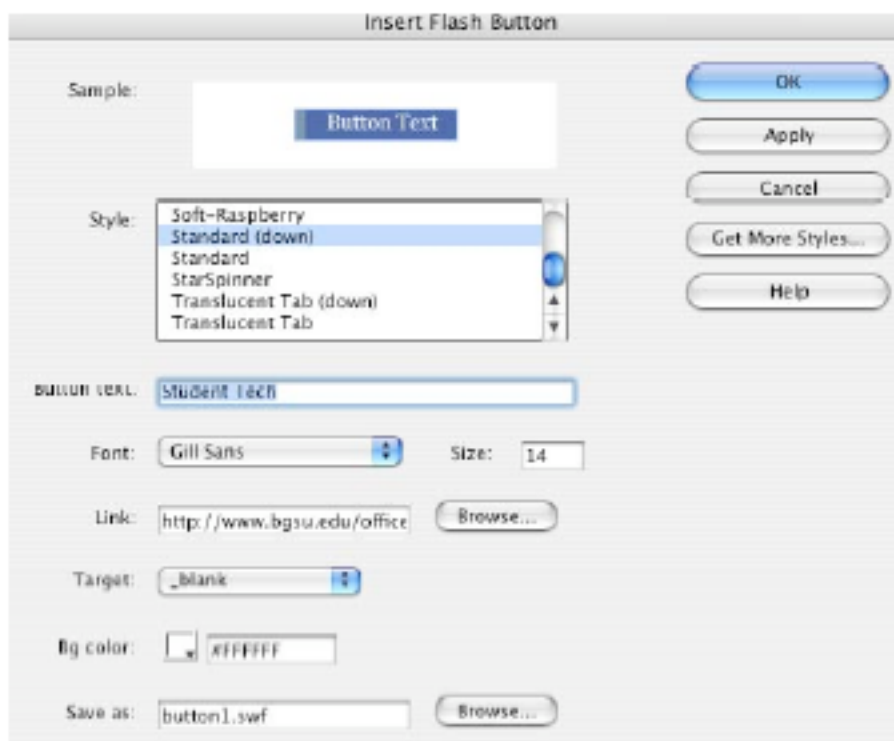 Insert Flash Button
Sample:
Button Text
OK
Apply
Cancel
Get More Styles...
Help
Style:
Soft-Raspberry
Standard (down)
Standard
StarSpinner
Translucent Tab (down)
Translucent Tab
Button text:
Student Tech
Font:
Gill Sans
Size:
14
Link:
http://www.bgsu.edu/office
Browse...
Target:
_blank
Bg color:
#FFFFFF
Save as:
button1.swf
Browse...